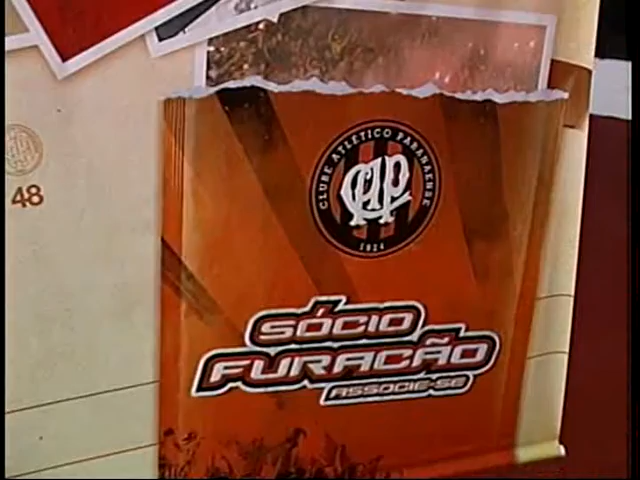 CLUBE ATLÉTICO PARANAENSE
CAP
1924
48
SÓCIO
FURACÃO
ASSOCIE-SE